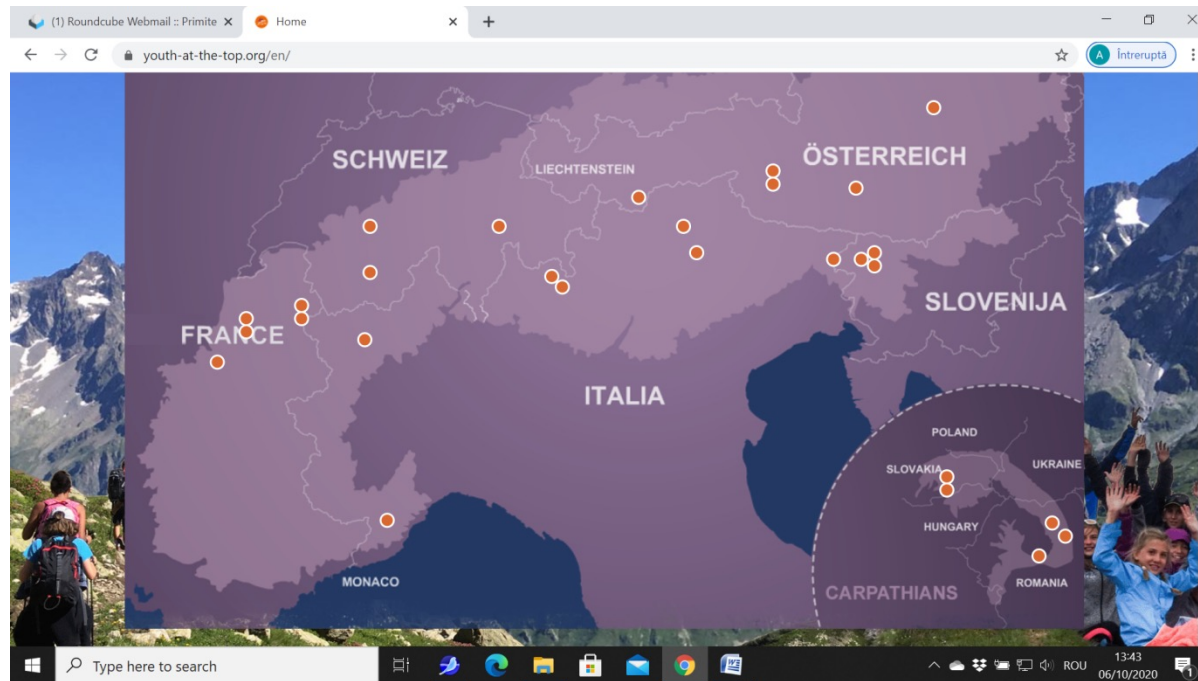 (1) Roundcube Webmail :: Primite
Home
youth-at-the-top.org/en/
Întreruptă
A
SCHWEIZ
LIECHTENSTEIN
ÖSTERREICH
FRANCE
SLOVENIJA
ITALIA
MONACO
POLAND
SLOVAKIA
UKRAINE
HUNGARY
ROMANIA
CARPATHIANS
Type here to search
ROU
13:43
06/10/2020
1